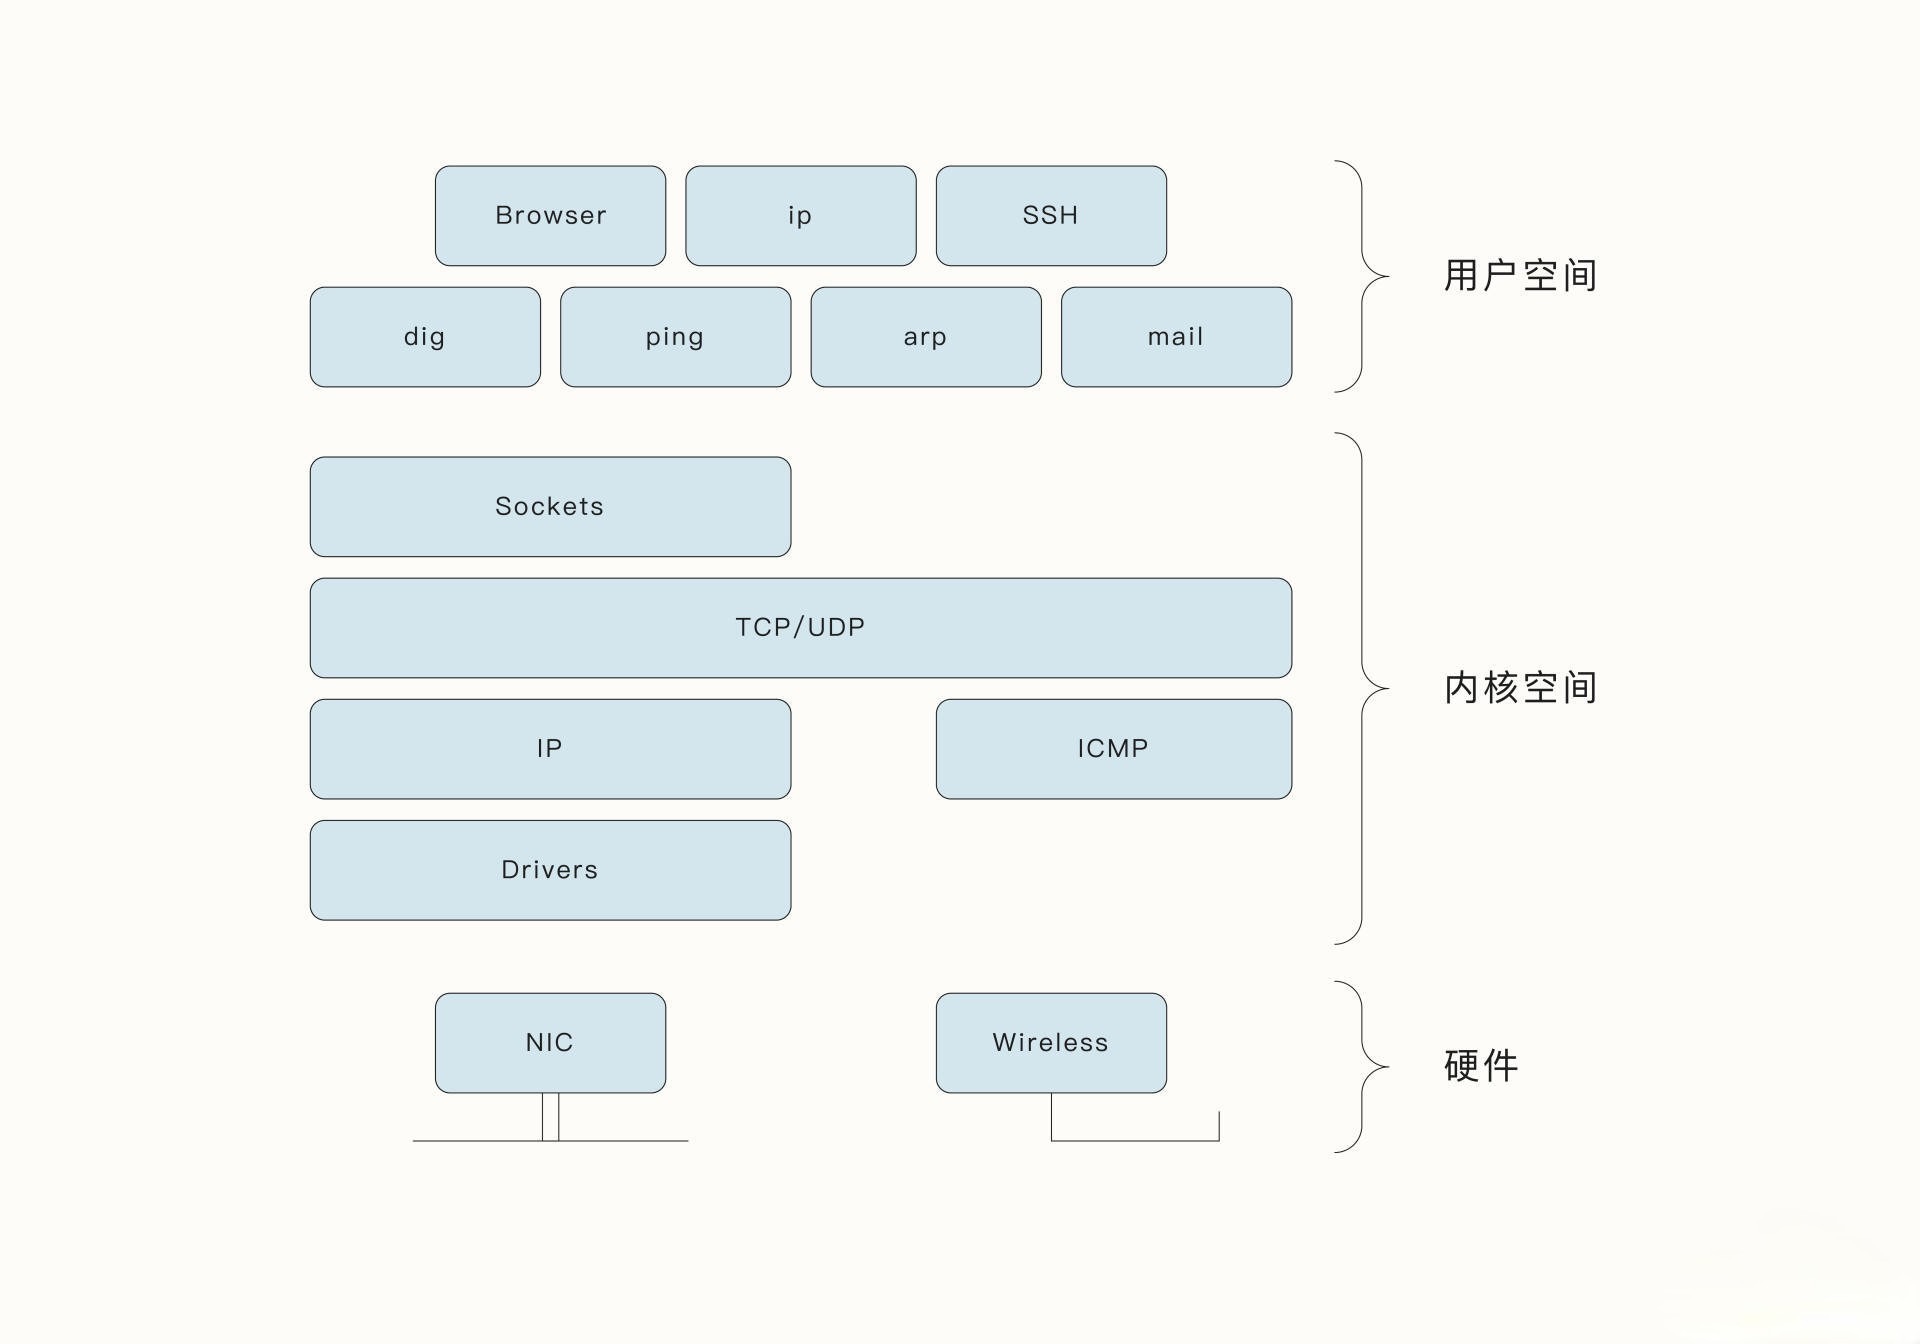 Browser
ip
SSH
用户空间
dig
ping
arp
mail
Sockets
TCP/UDP
内核空间
IP
ICMP
Drivers
NIC
Wireless
硬件